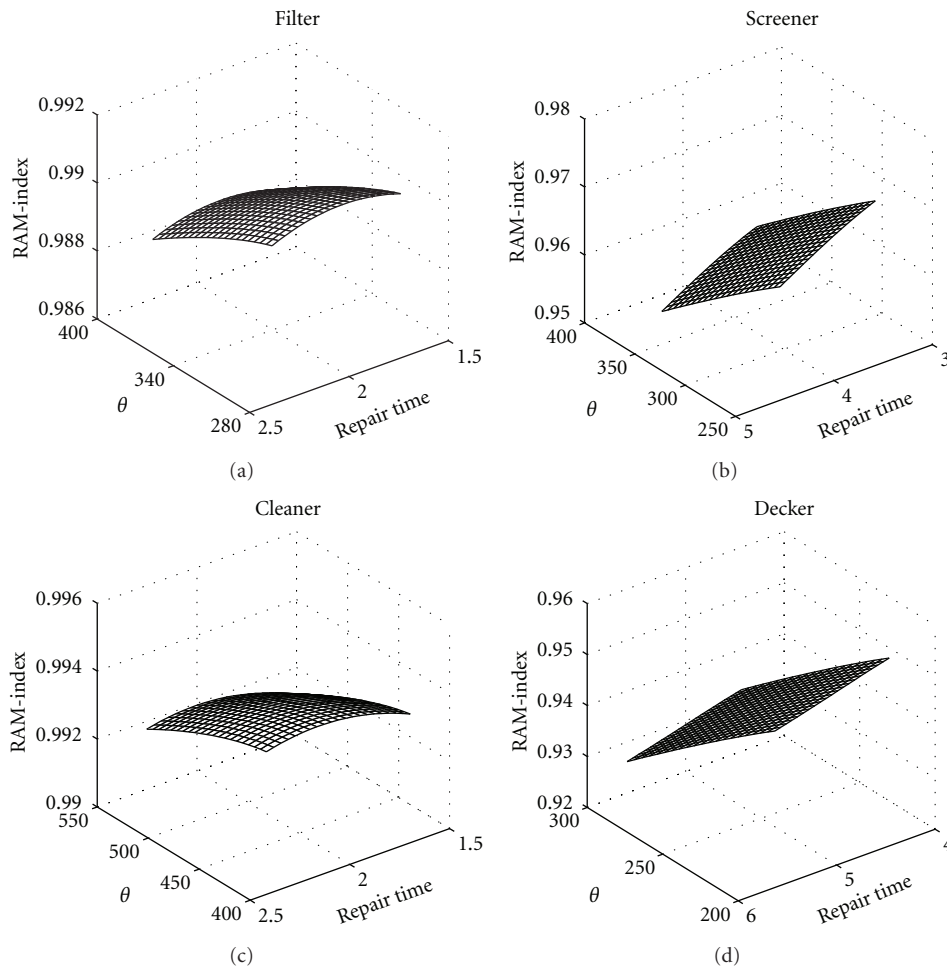 Filter
0.992
0.99
0.988
0.986
RAM-index
400
340
280
θ
2.5
2
1.5
Repair time
(a)
Screener
0.98
0.97
0.96
0.95
RAM-index
400
350
300
250
θ
5
4
3
Repair time
(b)
Cleaner
0.996
0.994
0.992
0.99
RAM-index
550
500
450
400
θ
2.5
2
1.5
Repair time
(c)
Decker
0.96
0.95
0.94
0.93
0.92
RAM-index
300
250
200
θ
6
5
4
Repair time
(d)